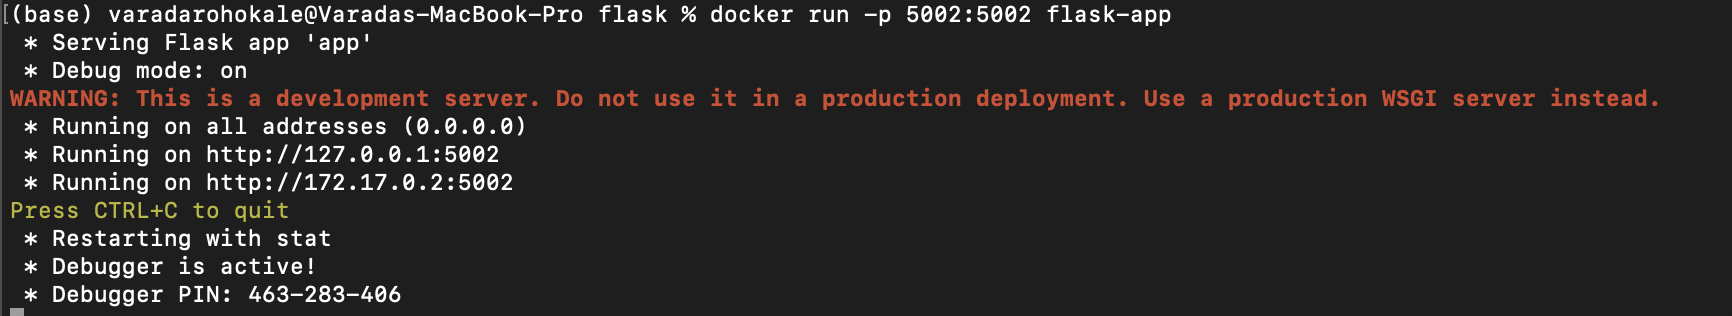 [(base) varadarohokale@Varadas-MacBook-Pro flask % docker run -p 5002:5002 flask-app
* Serving Flask app 'app'
* Debug mode: on
WARNING: This is a development server. Do not use it in a production deployment. Use a production WSGI server instead.
* Running on all addresses (0.0.0.0)
* Running on http://127.0.0.1:5002
* Running on http://172.17.0.2:5002
Press CTRL+C to quit
* Restarting with stat
* Debugger is active!
* Debugger PIN: 463-283-406